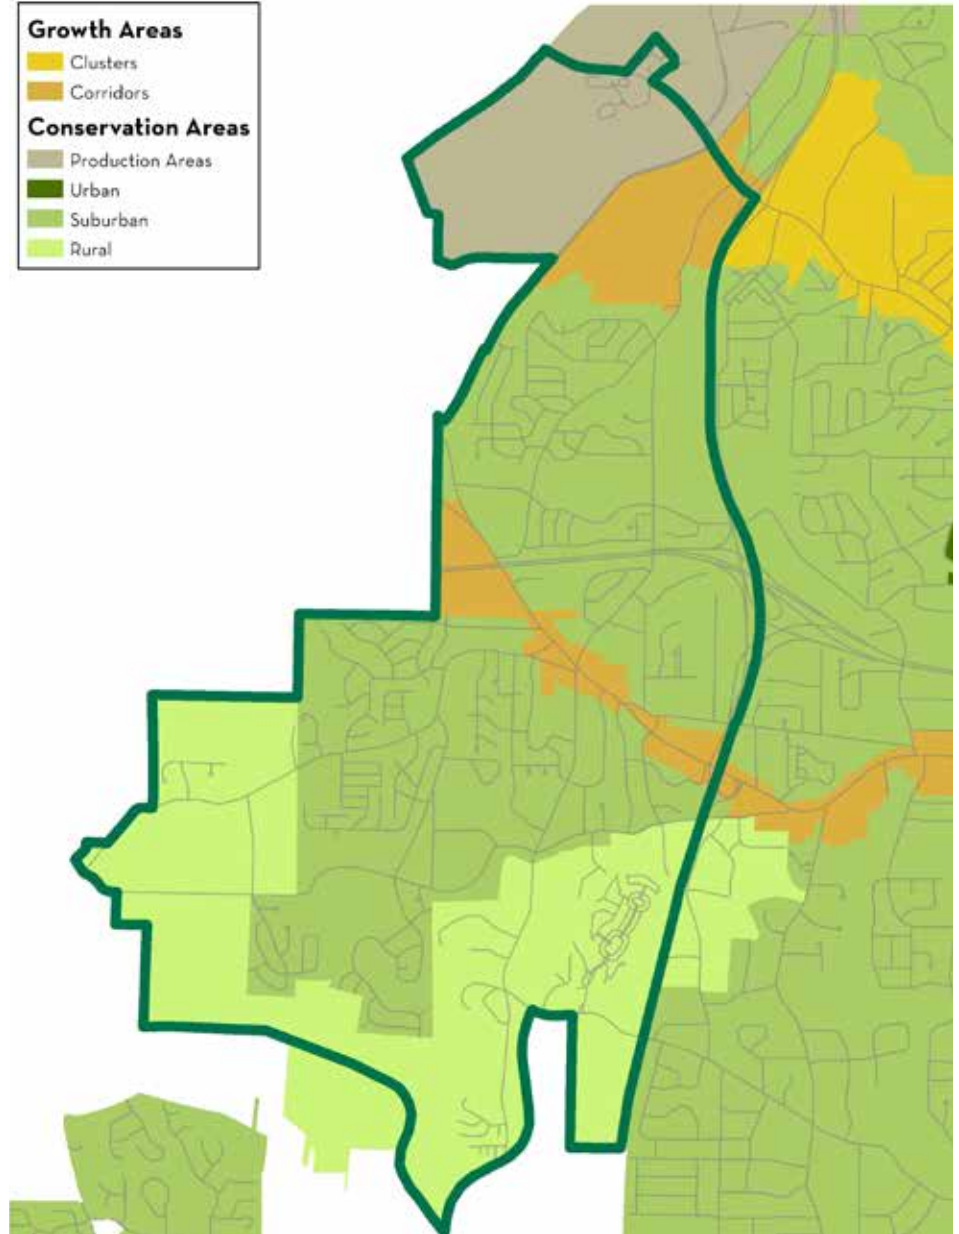 Growth Areas
Clusters
Corridors
Conservation Areas
Production Areas
Urban
Suburban
Rural